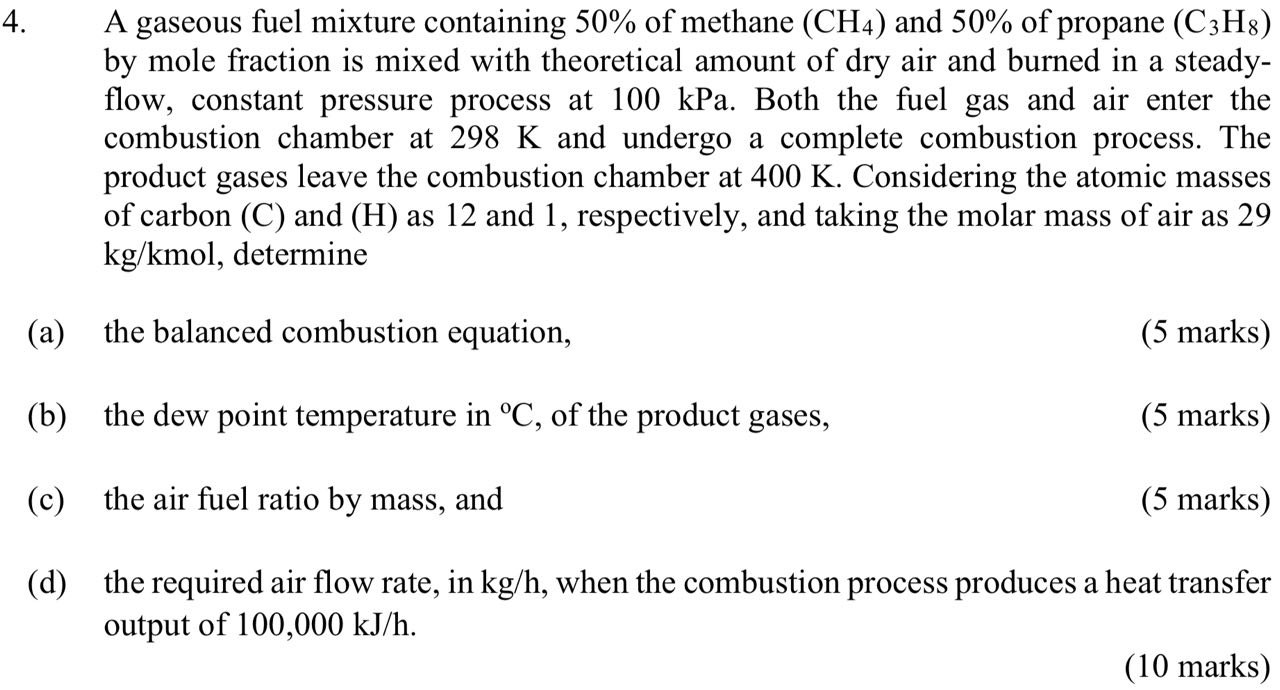 4. A gaseous fuel mixture containing 50% of methane (CH₄) and 50% of propane (C₃H₈)
by mole fraction is mixed with theoretical amount of dry air and burned in a steady-
flow, constant pressure process at 100 kPa. Both the fuel gas and air enter the
combustion chamber at 298 K and undergo a complete combustion process. The
product gases leave the combustion chamber at 400 K. Considering the atomic masses
of carbon (C) and (H) as 12 and 1, respectively, and taking the molar mass of air as 29
kg/kmol, determine
(a) the balanced combustion equation, (5 marks)
(b) the dew point temperature in ºC, of the product gases, (5 marks)
(c) the air fuel ratio by mass, and (5 marks)
(d) the required air flow rate, in kg/h, when the combustion process produces a heat transfer
output of 100,000 kJ/h.
(10 marks)